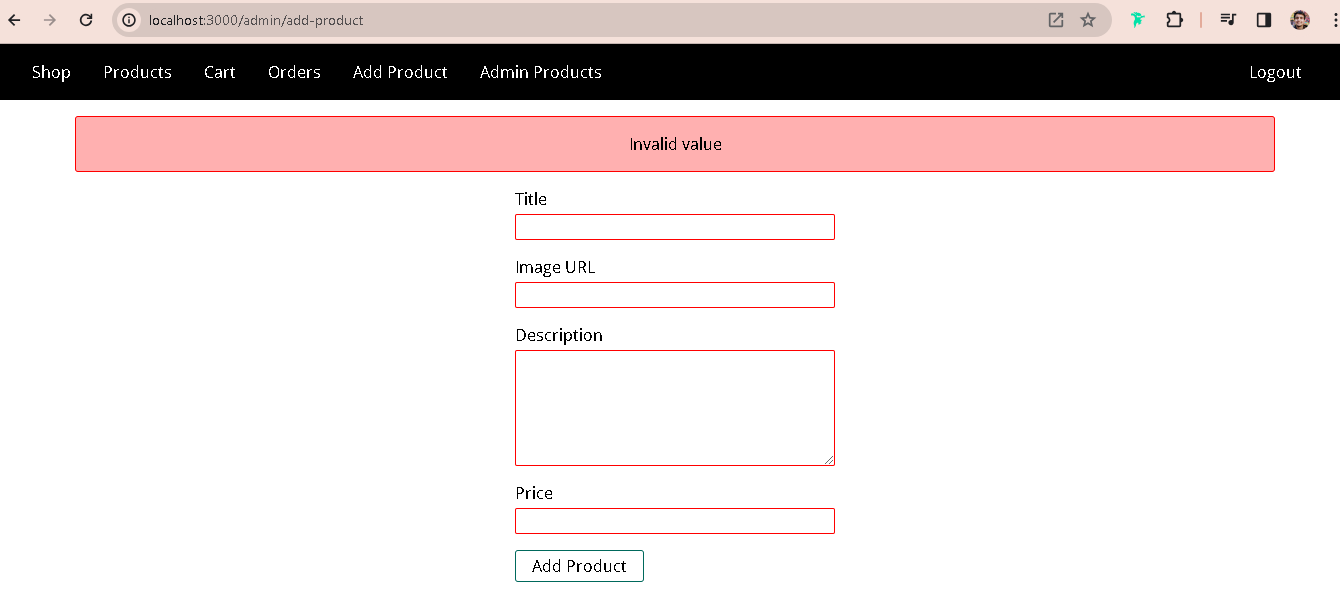 localhost:3000/admin/add-product
Shop Products Cart Orders Add Product Admin Products Logout
Invalid value
Title
Image URL
Description
Price
Add Product